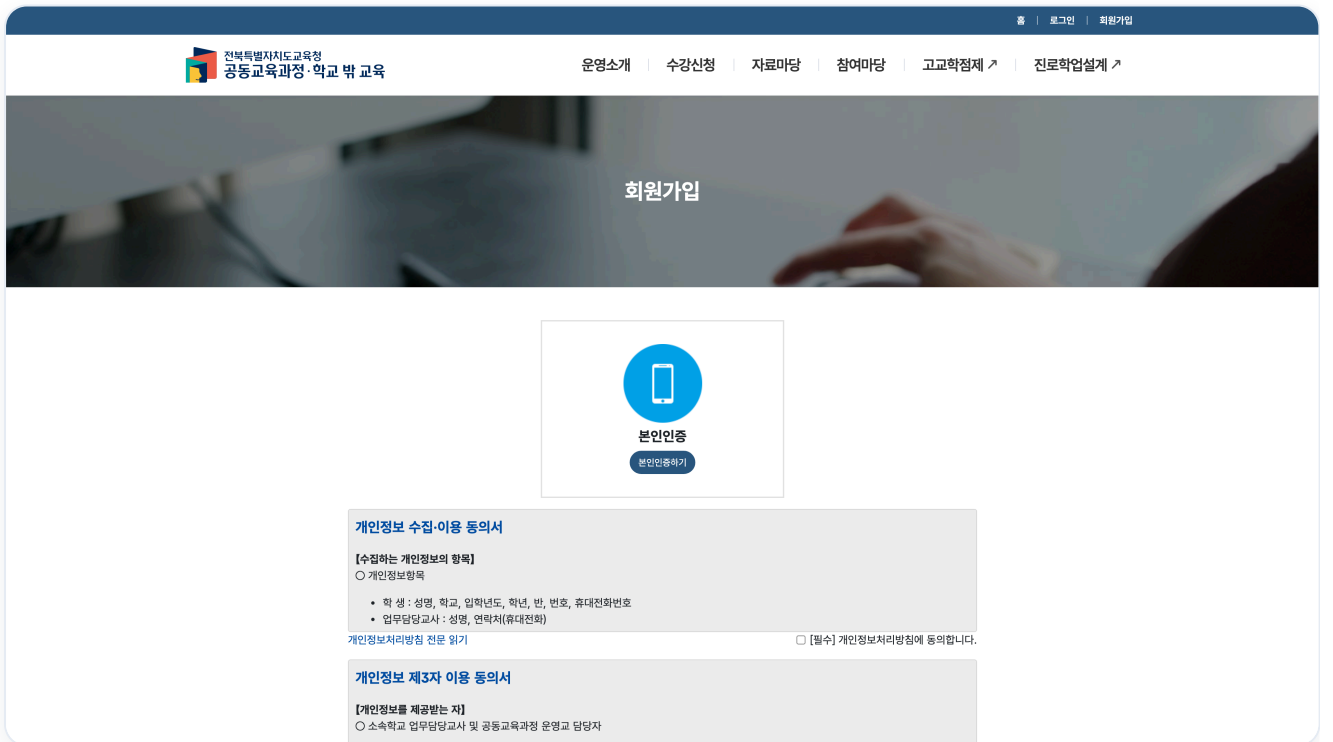 홈 로그인 회원가입
전북특별자치도교육청
공동교육과정·학교 밖 교육
운영소개 수강신청 자료마당 참여마당 고교학점제 ↗ 진로학업설계 ↗
회원가입
본인인증
본인인증하기
개인정보 수집·이용 동의서
【수집하는 개인정보의 항목】
○ 개인정보항목
• 학 생 : 성명, 학교, 입학년도, 학년, 반, 번호, 휴대전화번호
• 업무담당교사 : 성명, 연락처(휴대전화)
개인정보처리방침 전문 읽기 [필수] 개인정보처리방침에 동의합니다.
개인정보 제3자 이용 동의서
【개인정보를 제공받는 자】
○ 소속학교 업무담당교사 및 공동교육과정 운영교 담당자